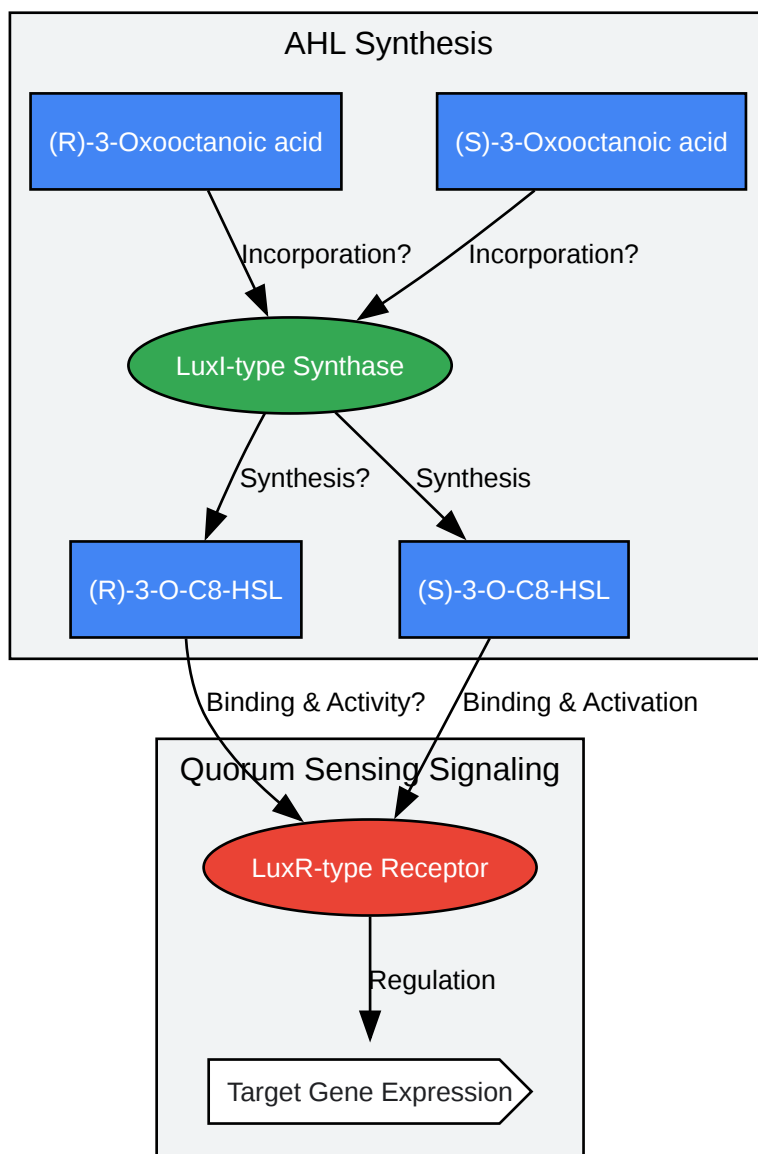 AHL Synthesis
(R)-3-Oxooctanoic acid
(S)-3-Oxooctanoic acid
Incorporation?
Incorporation?
LuxI-type Synthase
Synthesis?
Synthesis
(R)-3-O-C8-HSL
(S)-3-O-C8-HSL
Binding & Activity?
Binding & Activation
Quorum Sensing Signaling
LuxR-type Receptor
Regulation
Target Gene Expression